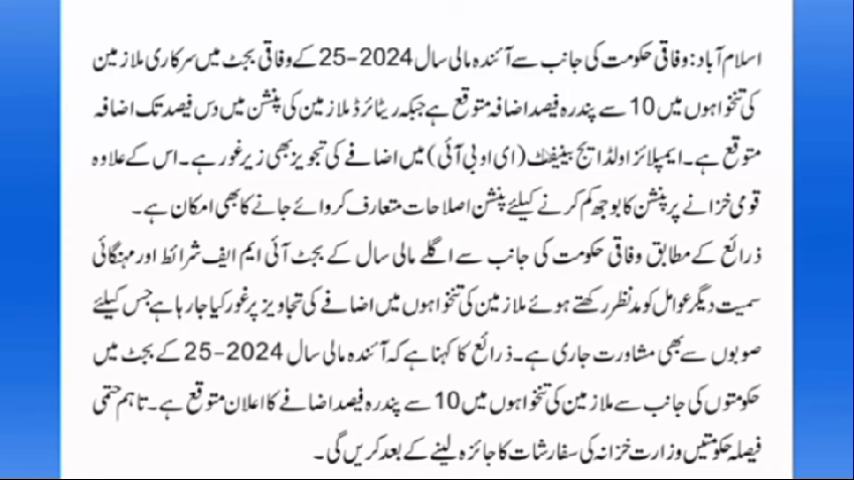 اسلام آباد: وفاقی حکومت کی جانب سے آئندہ مالی سال 2024-25 کے وفاقی بجٹ میں سرکاری ملازمین
کی تنخواہوں میں 10 سے پندرہ فیصد اضافہ متوقع ہے جبکہ ریٹائرڈ ملازمین کی پنشن میں دس فیصد تک اضافہ
متوقع ہے۔ ایمپلائز اولڈ ایج بینیفٹ (ای او بی آئی) میں اضافے کی تجویز بھی زیر غور ہے۔ اس کے علاوہ
قومی خزانے پر پنشن کا بوجھ کم کرنے کیلئے پنشن اصلاحات متعارف کروائے جانے کا بھی امکان ہے۔
ذرائع کے مطابق وفاقی حکومت کی جانب سے اگلے مالی سال کے بجٹ آئی ایم ایف شرائط اور مہنگائی
سمیت دیگر عوامل کو مدنظر رکھتے ہوئے ملازمین کی تنخواہوں میں اضافے کی تجاویز پر غور کیا جا رہا ہے جس کیلئے
صوبوں سے بھی مشاورت جاری ہے۔ ذرائع کا کہنا ہے کہ آئندہ مالی سال 2024-25 کے بجٹ میں
حکومتوں کی جانب سے ملازمین کی تنخواہوں میں 10 سے پندرہ فیصد اضافے کا اعلان متوقع ہے۔ تاہم حتمی
فیصلہ حکومتیں وزارت خزانہ کی سفارشات کا جائزہ لینے کے بعد کریں گی۔